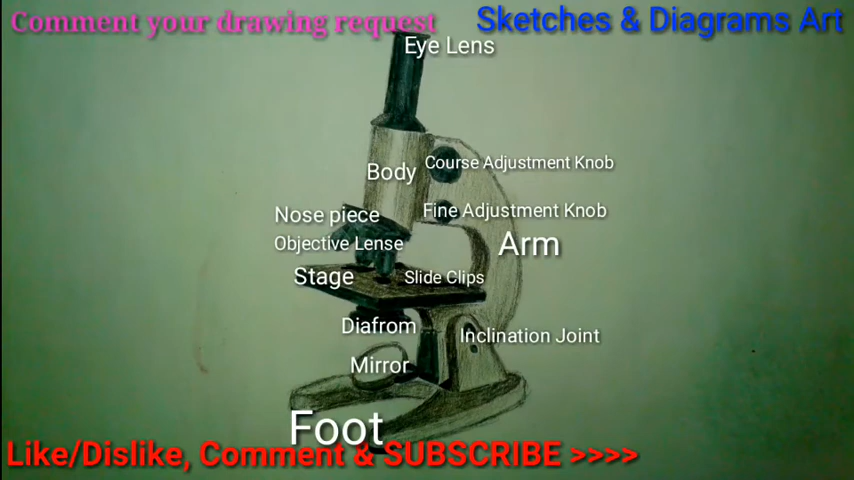 Comment your drawing request
Sketches & Diagrams Art
Eye Lens
Body
Course Adjustment Knob
Nose piece
Fine Adjustment Knob
Objective Lense
Arm
Stage
Slide Clips
Diafrom
Inclination Joint
Mirror
Foot
Like/Dislike, Comment & SUBSCRIBE >>>>